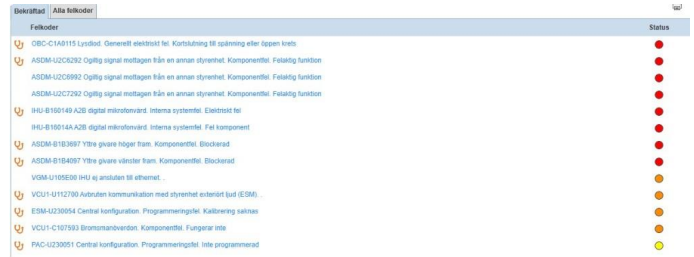 Bekräftad Alla felkoder
Felkoder Status
OBC-C1A0115 Lysdiod. Generellt elektriskt fel. Kortslutning till spänning eller öppen krets
ASDM-U2C6292 Ogiltig signal mottagen från en annan styrenhet. Komponentfel. Felaktig funktion
ASDM-U2C6992 Ogiltig signal mottagen från en annan styrenhet. Komponentfel. Felaktig funktion
ASDM-U2C7292 Ogiltig signal mottagen från en annan styrenhet. Komponentfel. Felaktig funktion
IHU-B160149 A2B digital mikrofonvärd. Interna systemfel. Elektriskt fel
IHU-B16014A A2B digital mikrofonvärd. Interna systemfel. Fel komponent
ASDM-B1B3697 Yttre givare höger fram. Komponentfel. Blockerad
ASDM-B1B4097 Yttre givare vänster fram. Komponentfel. Blockerad
VGM-U105E00 IHU ej ansluten till ethernet. .
VCU1-U112700 Avbruten kommunikation med styrenhet exteriört ljud (ESM). .
ESM-U230054 Central konfiguration. Programmeringsfel. Kalibrering saknas
VCU1-C107593 Bromsmanöverdon. Komponentfel. Fungerar inte
PAC-U230051 Central konfiguration. Programmeringsfel. Inte programmerad